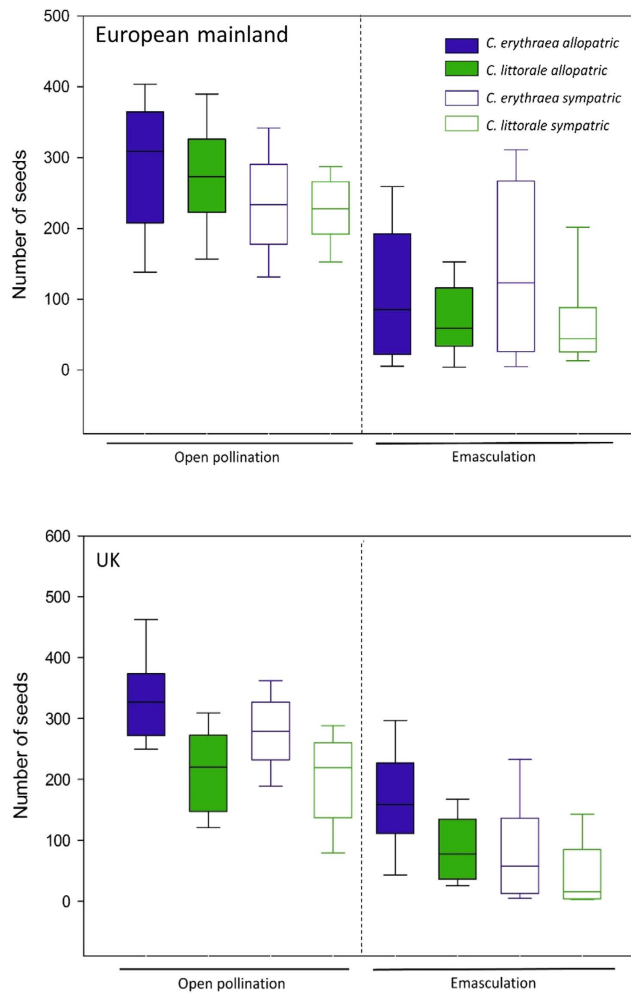 European mainland
C. erythraea allopatric
C. littorale allopatric
C. erythraea sympatric
C. littorale sympatric
Number of seeds
500
400
300
200
100
0
Open pollination
Emasculation
UK
Number of seeds
600
500
400
300
200
100
0
Open pollination
Emasculation